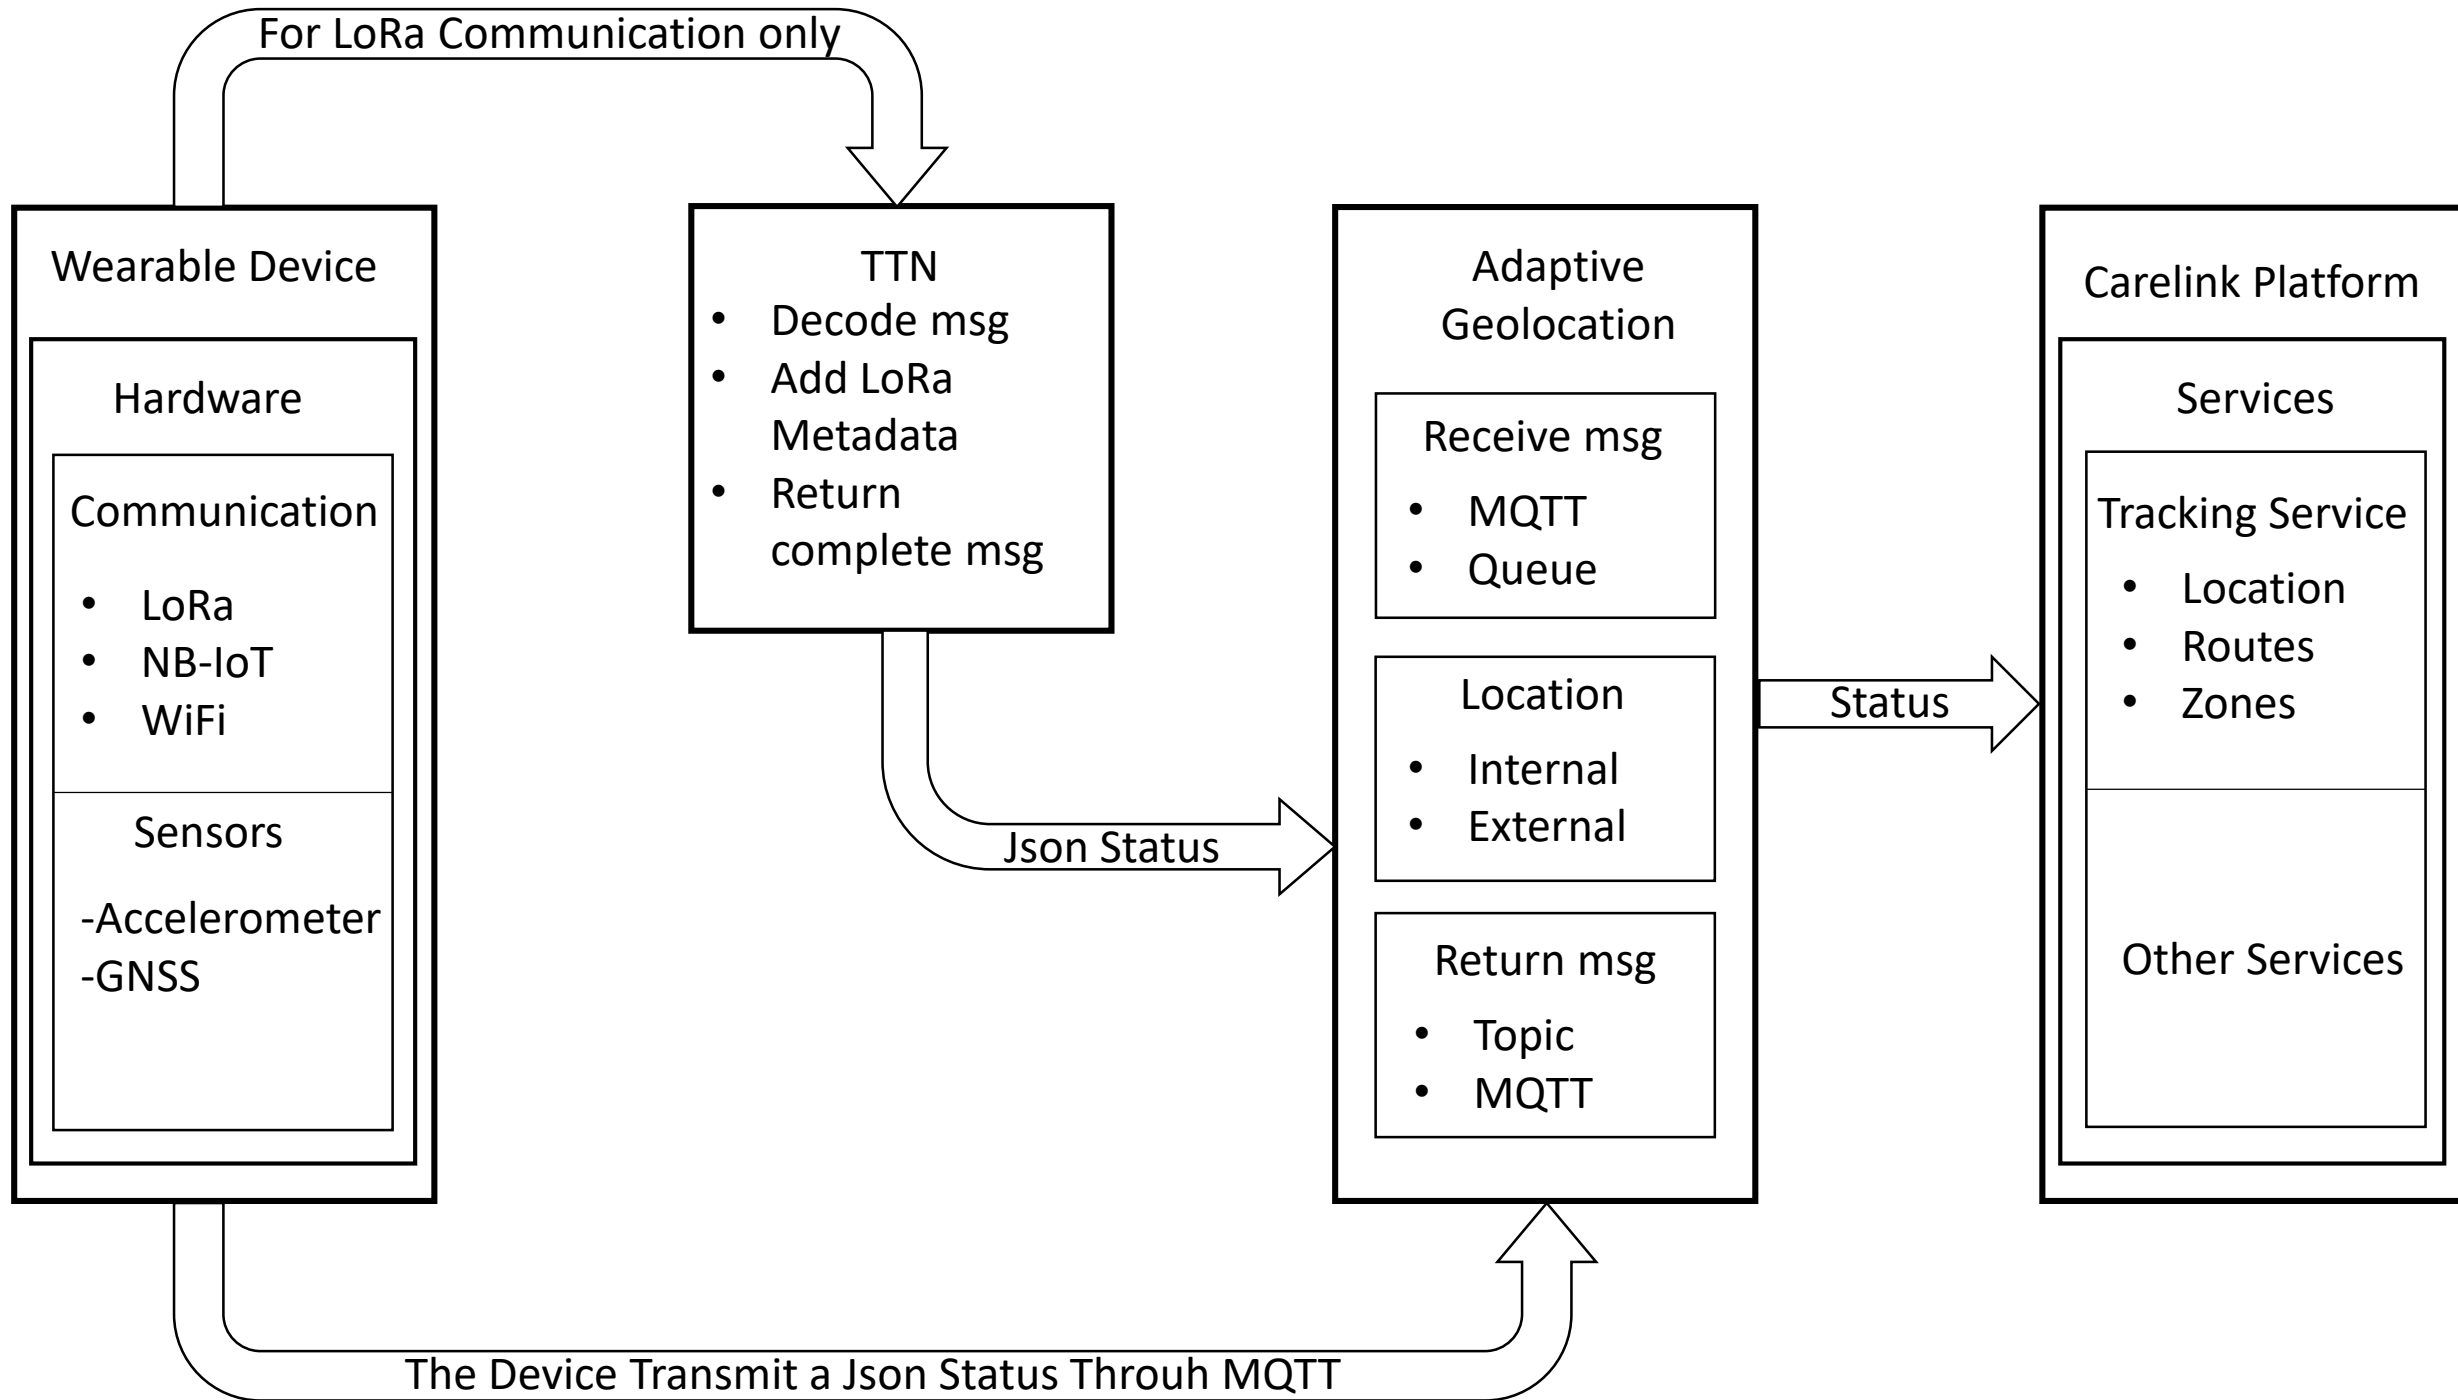 For LoRa Communication only
Wearable Device
Hardware
Communication
• LoRa
• NB-IoT
• WiFi
Sensors
-Accelerometer
-GNSS
TTN
• Decode msg
• Add LoRa
Metadata
• Return
complete msg
Json Status
Adaptive
Geolocation
Receive msg
• MQTT
• Queue
Location
• Internal
• External
Return msg
• Topic
• MQTT
Status
Carelink Platform
Services
Tracking Service
• Location
• Routes
• Zones
Other Services
The Device Transmit a Json Status Throuh MQTT